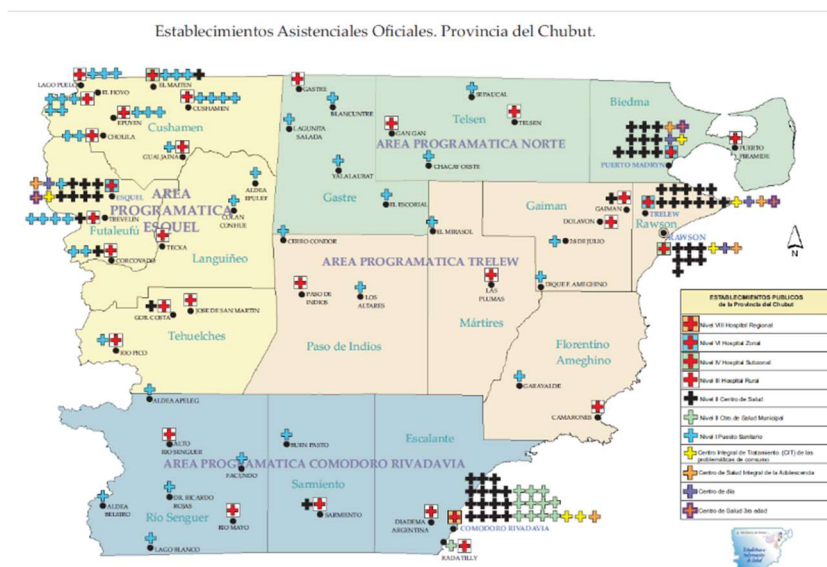 Establecimientos Asistenciales Oficiales. Provincia del Chubut.
LAGO PUELO
EL HOYO
EL MAITEN
CUSHAMEN
EPUYEN
CHOLILA
Cushamen
GUALJAINA
ESQUEL
AREA
PROGRAMATICA
ESQUEL
ALDEA
EPULEF
COLAN
CONHUE
TREVELIN
Futaleufú
TECKA
CORCOVADO
Languiñeo
GOB. COSTA
JOSE DE SAN MARTIN
Tehuelches
RIO PICO
ALDEA APELEG
GASTRE
BLANCUNTRE
LAGUNITA
SALADA
YALALAUBAT
Gastre
EL ESCORIAL
CERRO CONDOR
SEPAUCAL
Telsen
TELSEN
GAN GAN
AREA PROGRAMATICA NORTE
CHACAY OESTE
Biedma
PUERTO MADRYN
PUERTO
PIRAMIDE
EL MIRASOL
Gaiman
GAIMAN
DOLAVON
28 DE JULIO
DIQUE F. AMEGHINO
TRELEW
Rawson
RAWSON
AREA PROGRAMATICA TRELEW
PASO DE
INDIOS
LOS
ALTARES
LAS
PLUMAS
Paso de Indios
Mártires
Florentino
Ameghino
GARAYALDE
CAMARONES
N
ALTO
RIO SENGUER
BUEN PASTO
Escalante
AREA PROGRAMATICA COMODORO RIVADAVIA
FACUNDO
Sarmiento
SARMIENTO
DR. RICARDO
ROJAS
ALDEA
BELEIRO
Río Senguer
RIO MAYO
LAGO BLANCO
DIADEMA
ARGENTINA
COMODORO RIVADAVIA
RADA TILLY
ESTABLECIMIENTOS PUBLICOS
de la Provincia del Chubut
Nivel VIII Hospital Regional
Nivel VI Hospital Zonal
Nivel IV Hospital Subzonal
Nivel III Hospital Rural
Nivel II Centro de Salud
Nivel II Ctro. de Salud Municipal
Nivel I Puesto Sanitario
Centro Integral de Tratamiento (CIT) de las
problemáticas de consumo
Centro de Salud Integral de la Adolescencia
Centro de día
Centro de Salud 3ra edad